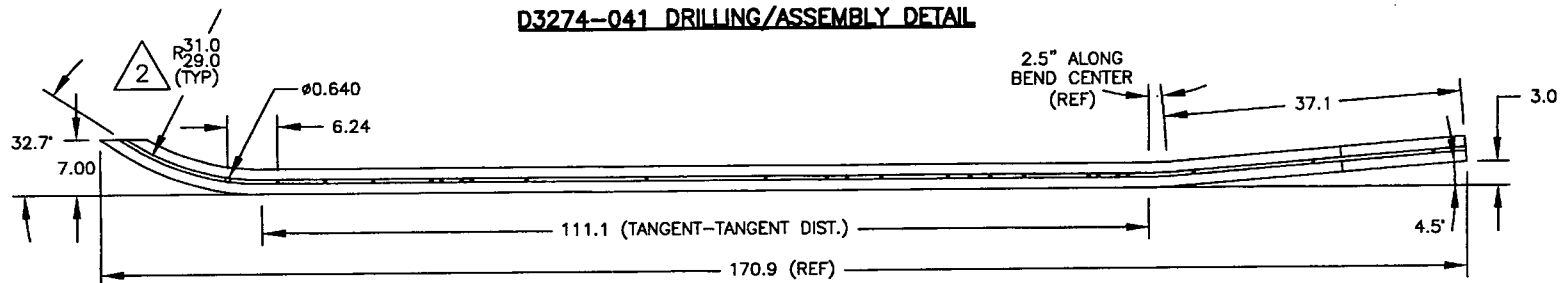 D3274-041 DRILLING/ASSEMBLY DETAIL
2
R31.0
29.0
(TYP)
ø0.640
6.24
2.5" ALONG
BEND CENTER
(REF)
37.1
3.0
32.7°
7.00
111.1 (TANGENT-TANGENT DIST.)
4.5°
170.9 (REF)